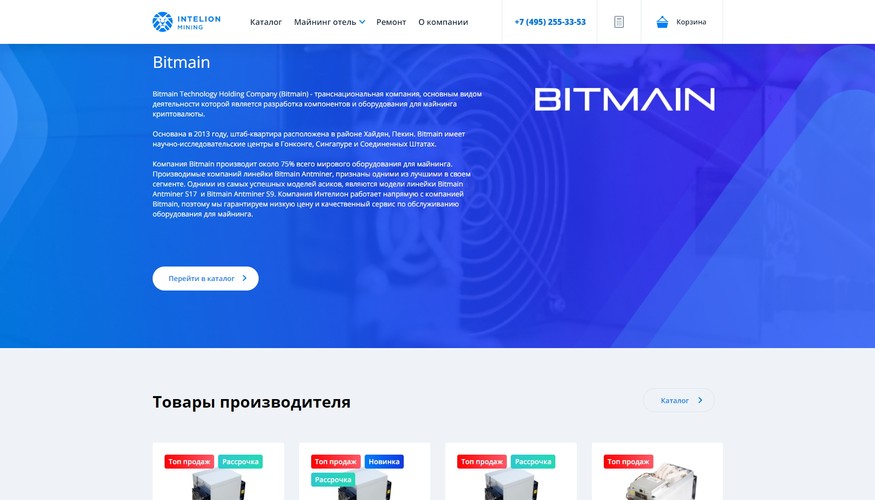 INTELION
MINING
Каталог
Майнинг отель
Ремонт
О компании
+7 (495) 255-33-53
Корзина
Bitmain
BITMAIN
Bitmain Technology Holding Company (Bitmain) - транснациональная компания, основным видом
деятельности которой является разработка компонентов и оборудования для майнинга
криптовалюты.
Основана в 2013 году, штаб-квартира расположена в районе Хайдян, Пекин. Bitmain имеет
научно-исследовательские центры в Гонконге, Сингапуре и Соединенных Штатах.
Компания Bitmain производит около 75% всего мирового оборудования для майнинга.
Производимые компаний линейки Bitmain Antminer, признаны одними из лучшими в своем
сегменте. Одними из самых успешных моделей асиков, являются модели линейки Bitmain
Antminer S17 и Bitmain Antminer S9. Компания Интелион работает напрямую с компанией
Bitmain, поэтому мы гарантируем низкую цену и качественный сервис по обслуживанию
оборудования для майнинга.
Перейти в каталог
Товары производителя
Каталог
Топ продаж Рассрочка
Топ продаж Новинка
Рассрочка
Топ продаж Рассрочка
Топ продаж